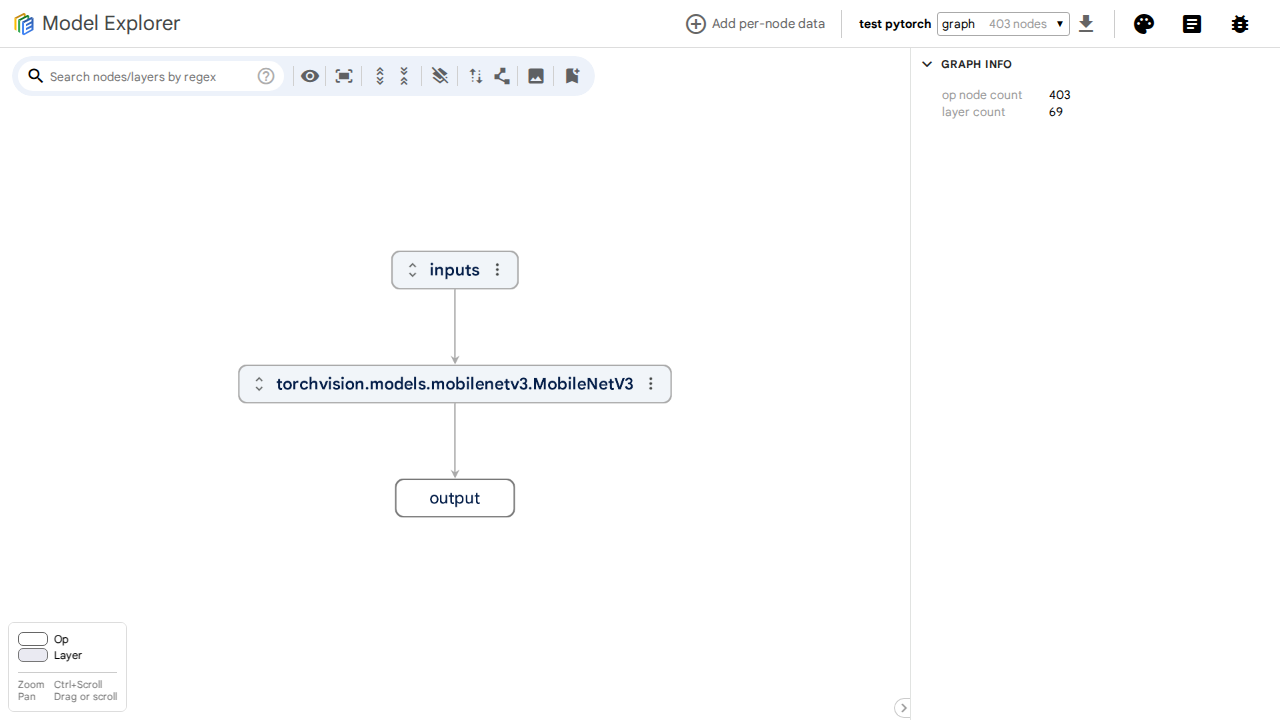 Model Explorer
Add per-node data
test pytorch
graph 403 nodes
Search nodes/layers by regex
GRAPH INFO
op node count 403
layer count 69
inputs
torchvision.models.mobilenetv3.MobileNetV3
output
Op
Layer
Zoom Ctrl+Scroll
Pan Drag or scroll